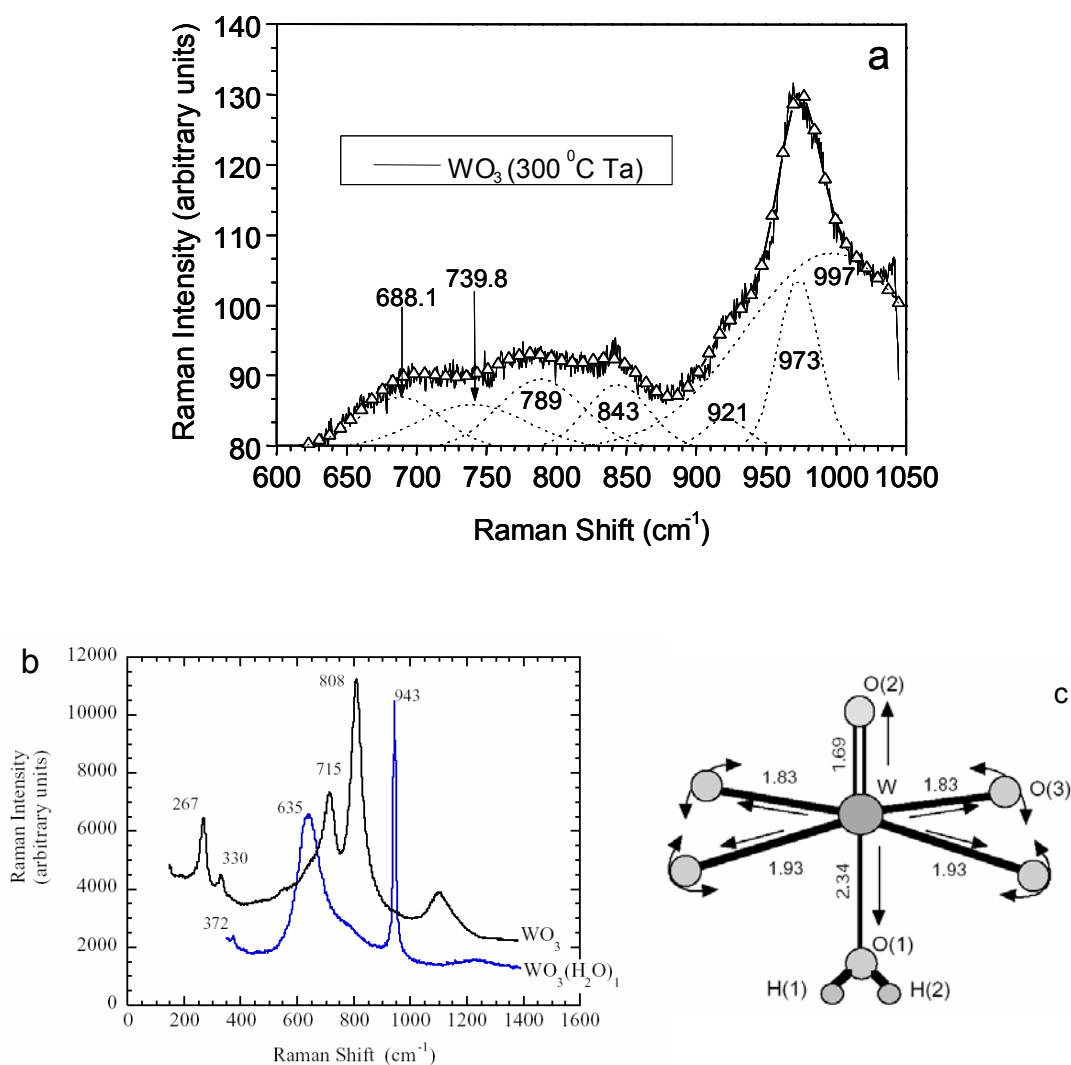 a
Raman Intensity (arbitrary units)
140
130
120
110
100
90
80
WO3 (300 ⁰C Ta)
688.1
739.8
789
843
921
973
997
600 650 700 750 800 850 900 950 1000 1050
Raman Shift (cm-1)
b
Raman Intensity
(arbitrary units)
12000
10000
8000
6000
4000
2000
0
267
330
372
635
715
808
943
WO3
WO3(H2O)1
0 200 400 600 800 1000 1200 1400 1600
Raman Shift (cm-1)
c
O(2)
1.69
W
1.83
1.83
O(3)
1.93
1.93
2.34
O(1)
H(1)
H(2)